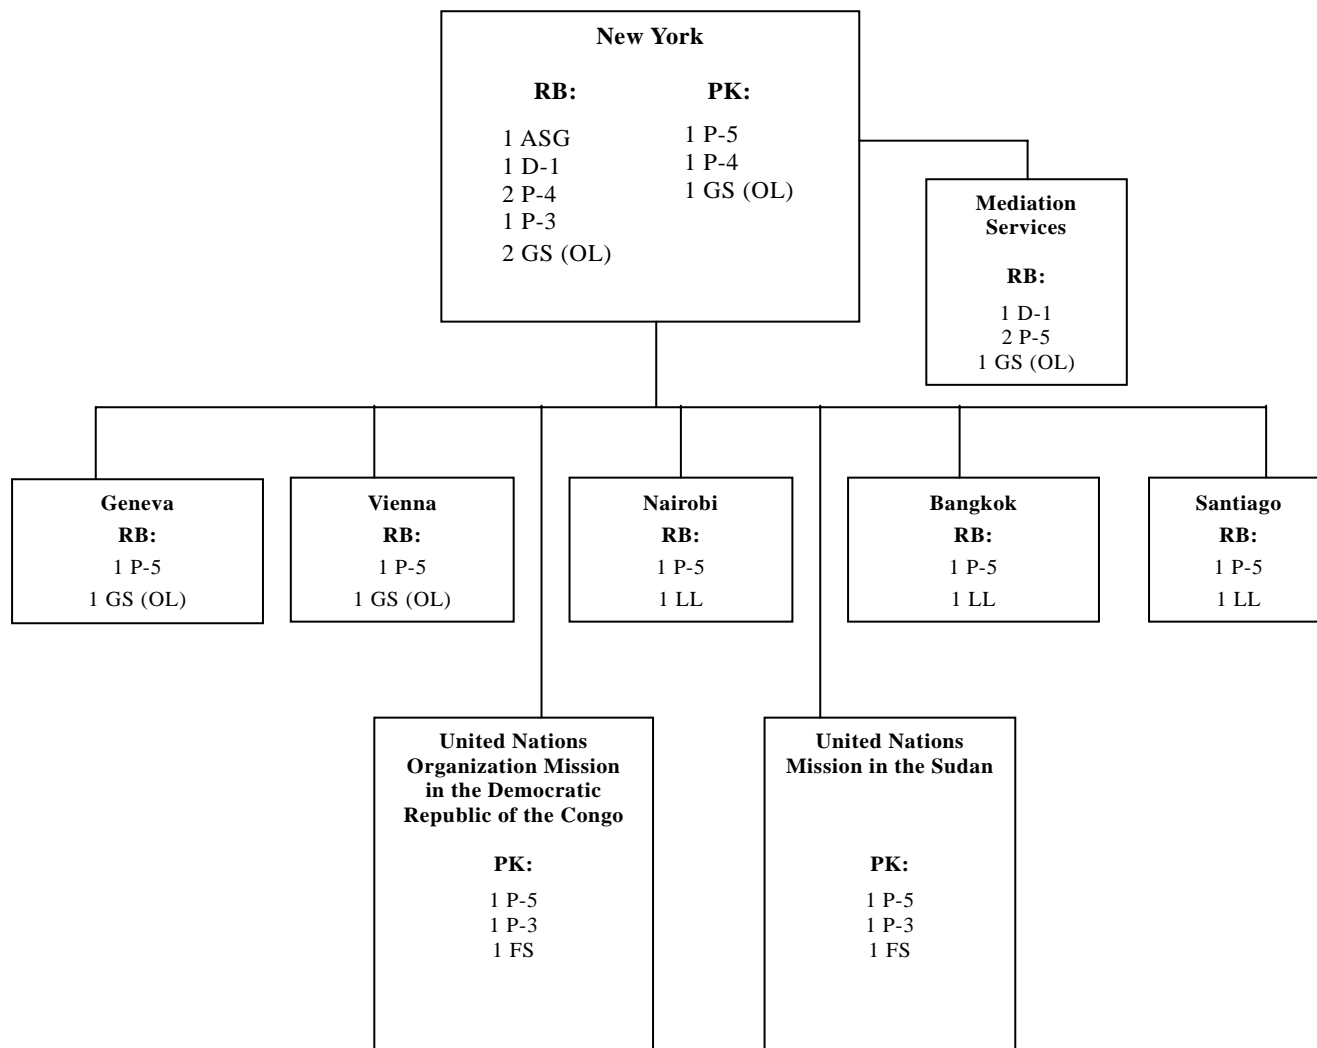 New York
RB:
1 ASG
1 D-1
2 P-4
1 P-3
2 GS (OL)
PK:
1 P-5
1 P-4
1 GS (OL)
Mediation
Services
RB:
1 D-1
2 P-5
1 GS (OL)
Geneva
RB:
1 P-5
1 GS (OL)
Vienna
RB:
1 P-5
1 GS (OL)
Nairobi
RB:
1 P-5
1 LL
Bangkok
RB:
1 P-5
1 LL
Santiago
RB:
1 P-5
1 LL
United Nations
Organization Mission
in the Democratic
Republic of the Congo
PK:
1 P-5
1 P-3
1 FS
United Nations
Mission in the Sudan
PK:
1 P-5
1 P-3
1 FS